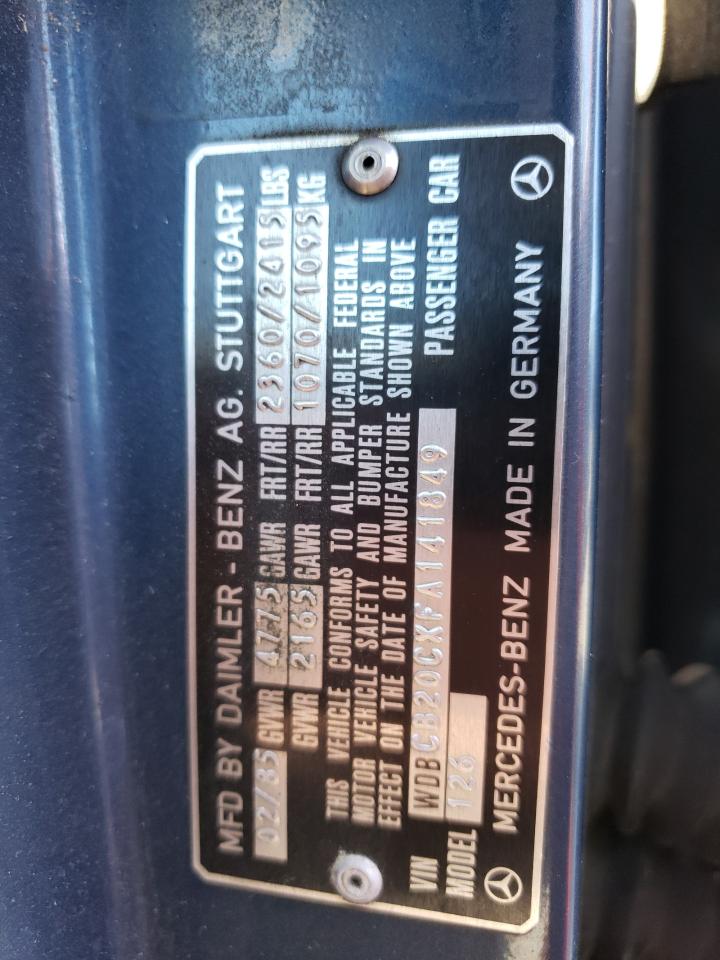 MFD BY DAIMLER - BENZ AG. STUTTGART
02/85 GVWR 4775 GAWR FRT/RR 2360/2415 LBS
GVWR 2165 GAWR FRT/RR 1070/1095 KG
THIS VEHICLE CONFORMS TO ALL APPLICABLE FEDERAL
MOTOR VEHICLE SAFETY AND BUMPER STANDARDS IN
EFFECT ON THE DATE OF MANUFACTURE SHOWN ABOVE
VIN WDBCB20CXFA141849
MODEL 126 PASSENGER CAR
MERCEDES-BENZ MADE IN GERMANY